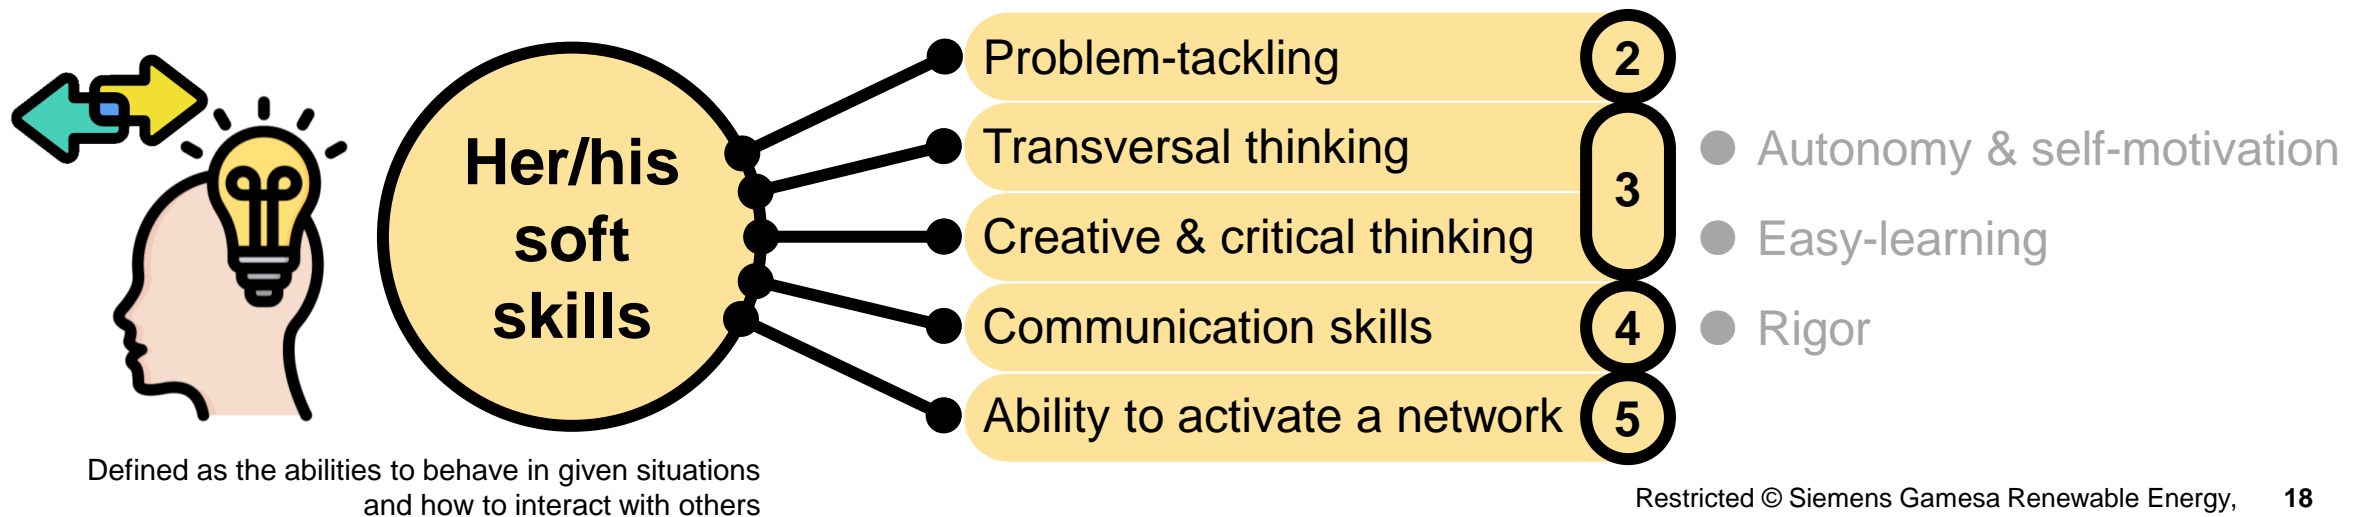 Her/his
soft
skills
Problem-tackling
2
Transversal thinking
Creative & critical thinking
3
Communication skills
4
Ability to activate a network
5
Autonomy & self-motivation
Easy-learning
Rigor
Defined as the abilities to behave in given situations
and how to interact with others
Restricted © Siemens Gamesa Renewable Energy, 18